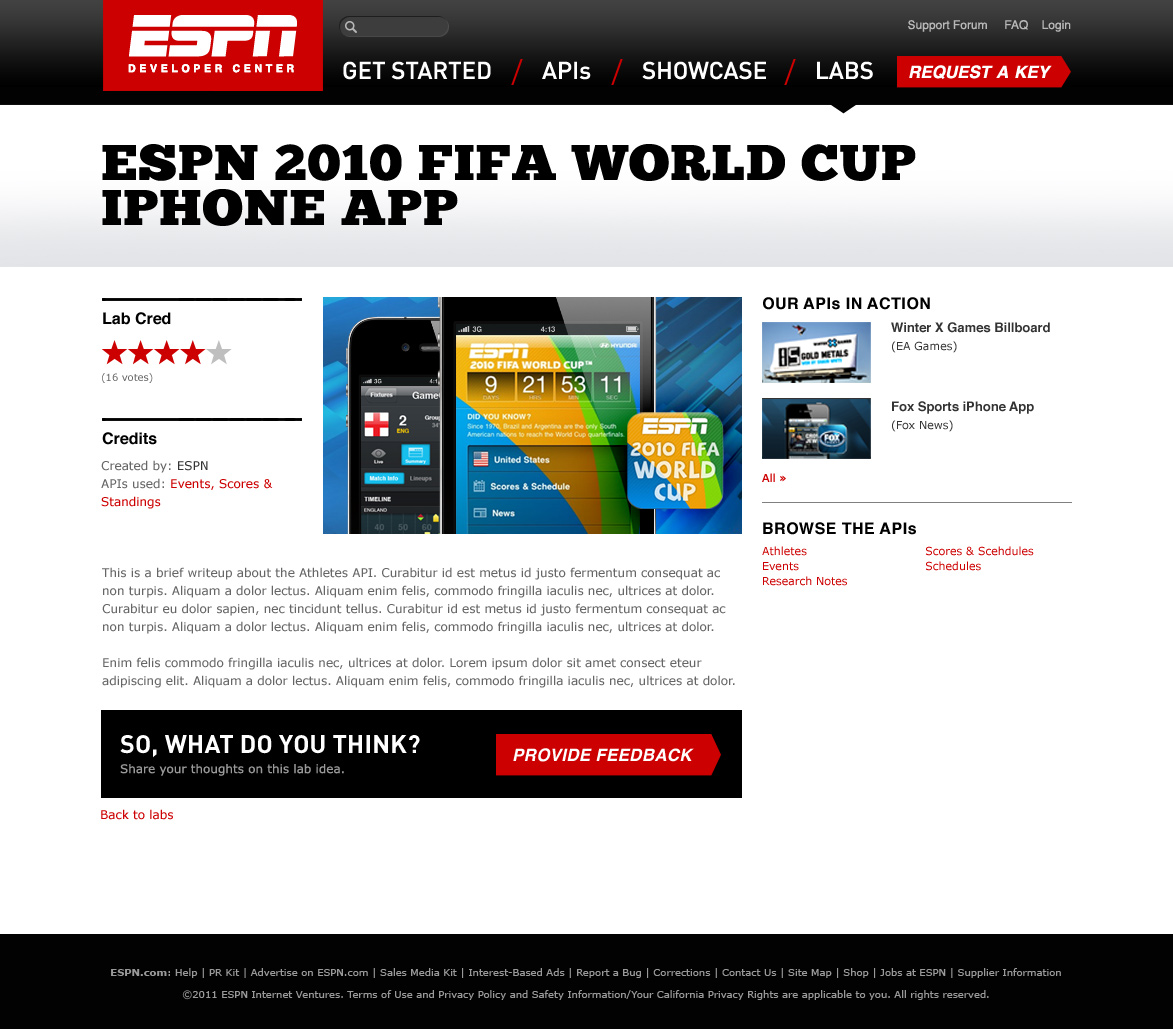 ESPN
DEVELOPER CENTER
Support Forum FAQ Login
GET STARTED / APIs / SHOWCASE / LABS
REQUEST A KEY
ESPN 2010 FIFA WORLD CUP
IPHONE APP
Lab Cred
(16 votes)
Credits
Created by: ESPN
APIs used: Events, Scores &
Standings
3G 4:13
ESPN HYUNDAI
2010 FIFA WORLD CUP™
9 21 53 11
DAYS HRS MIN SEC
DID YOU KNOW?
Since 1970, Brazil and Argentina are the only South
American nations to reach the World Cup quarterfinals.
United States
Scores & Schedule
News
3G
Fixtures Game
2
ENG
Live Summary
Match Info Lineups
TIMELINE
ENGLAND
40 50 60
ESPN
2010 FIFA
WORLD
CUP
This is a brief writeup about the Athletes API. Curabitur id est metus id justo fermentum consequat ac
non turpis. Aliquam a dolor lectus. Aliquam enim felis, commodo fringilla iaculis nec, ultrices at dolor.
Curabitur eu dolor sapien, nec tincidunt tellus. Curabitur id est metus id justo fermentum consequat ac
non turpis. Aliquam a dolor lectus. Aliquam enim felis, commodo fringilla iaculis nec, ultrices at dolor.
Enim felis commodo fringilla iaculis nec, ultrices at dolor. Lorem ipsum dolor sit amet consect eteur
adipiscing elit. Aliquam a dolor lectus. Aliquam enim felis, commodo fringilla iaculis nec, ultrices at dolor.
SO, WHAT DO YOU THINK?
Share your thoughts on this lab idea.
PROVIDE FEEDBACK
Back to labs
OUR APIs IN ACTION
GOLD METALS
Winter X Games Billboard
(EA Games)
FOX
Fox Sports iPhone App
(Fox News)
All »
BROWSE THE APIs
Athletes
Events
Research Notes
Scores & Scehdules
Schedules
ESPN.com: Help | PR Kit | Advertise on ESPN.com | Sales Media Kit | Interest-Based Ads | Report a Bug | Corrections | Contact Us | Site Map | Shop | Jobs at ESPN | Supplier Information
©2011 ESPN Internet Ventures. Terms of Use and Privacy Policy and Safety Information/Your California Privacy Rights are applicable to you. All rights reserved.